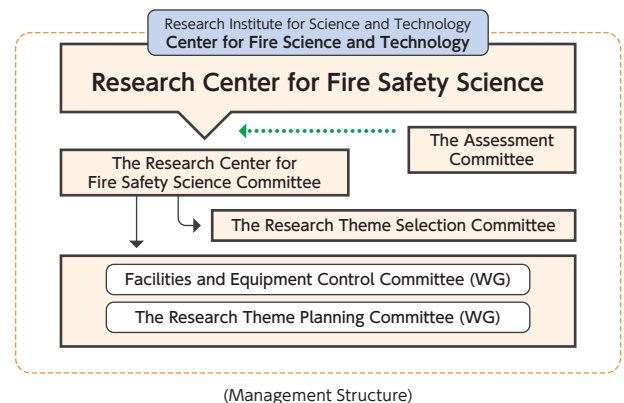 Research Institute for Science and Technology
Center for Fire Science and Technology
Research Center for Fire Safety Science
The Assessment
Committee
The Research Center for
Fire Safety Science Committee
The Research Theme Selection Committee
Facilities and Equipment Control Committee (WG)
The Research Theme Planning Committee (WG)
(Management Structure)